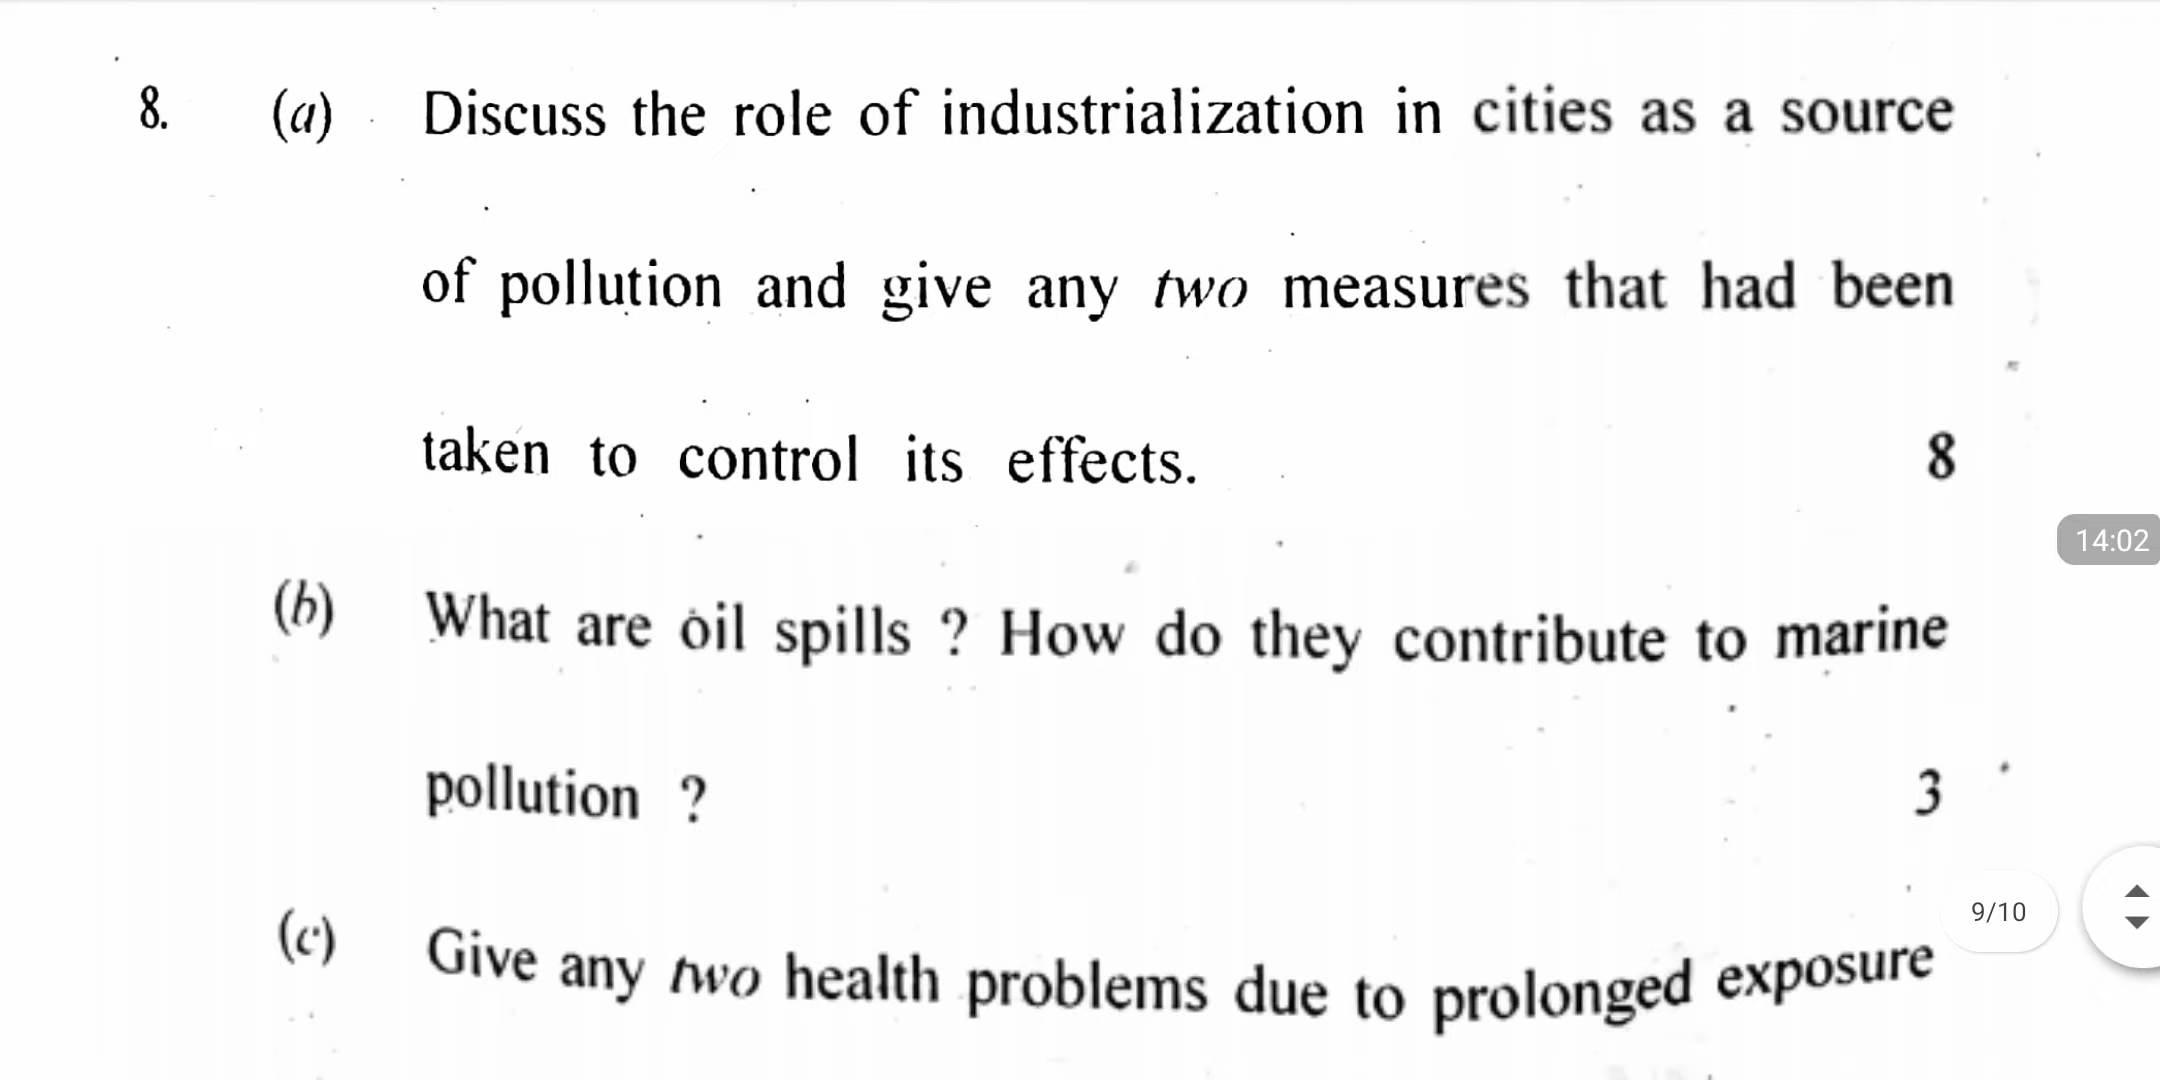 8. (a) Discuss the role of industrialization in cities as a source
of pollution and give any two measures that had been
taken to control its effects. 8
14:02
(b) What are oil spills ? How do they contribute to marine
pollution ? 3
9/10
(c) Give any two health problems due to prolonged exposure